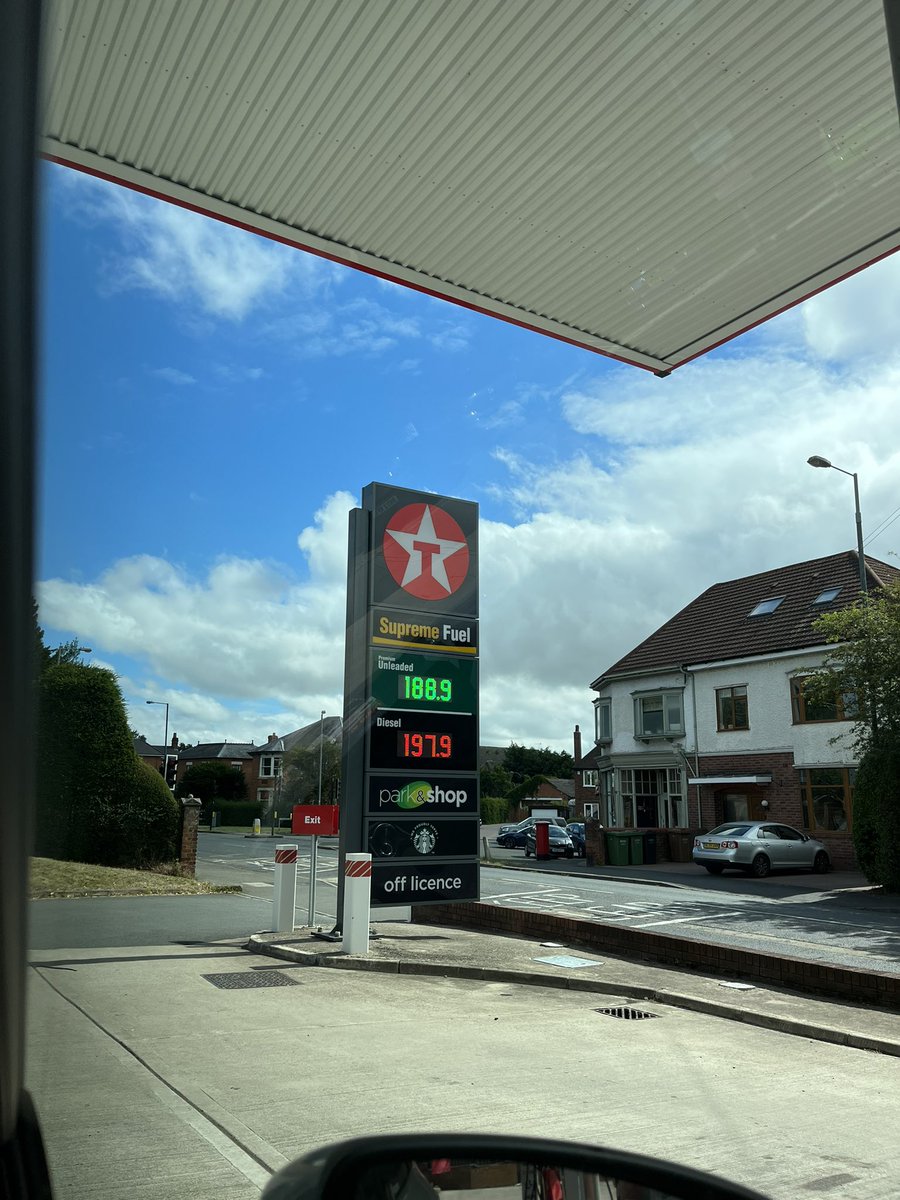 T
Supreme Fuel
Premium
Unleaded
188.9
Diesel
197.9
park&shop
off licence
Exit